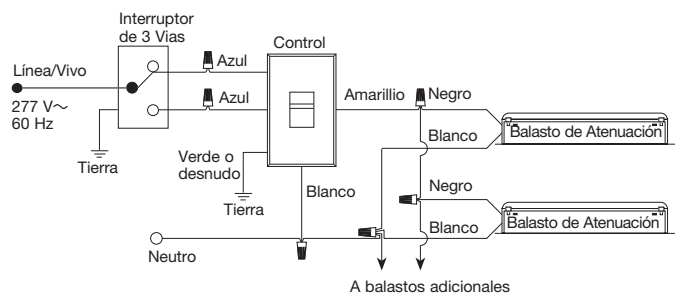 Interruptor
de 3 Vias
Control
Línea/Vivo
277 V~
60 Hz
Azul
Azul
Amarillio
Negro
Blanco
Balasto de Atenuación
Tierra
Verde o
desnudo
Tierra
Blanco
Negro
Blanco
Balasto de Atenuación
Neutro
A balastos adicionales